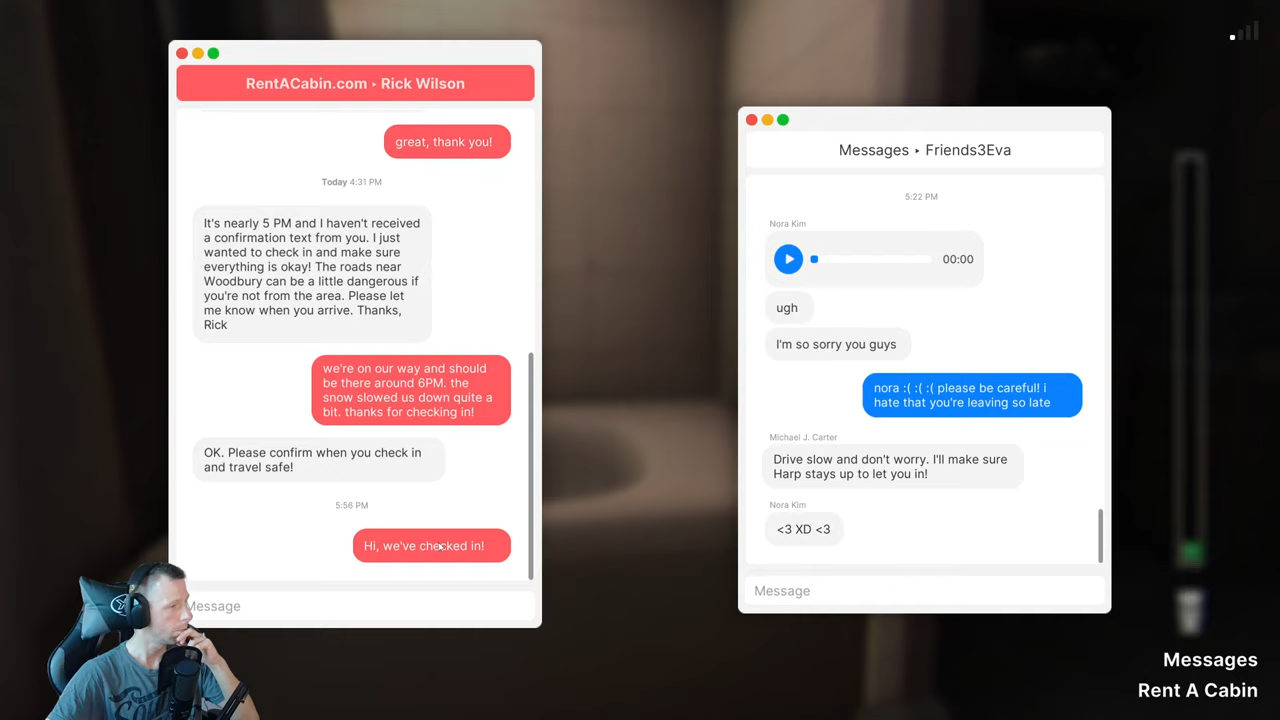 RentACabin.com ▸ Rick Wilson
great, thank you!
Today 4:31 PM
It's nearly 5 PM and I haven't received
a confirmation text from you. I just
wanted to check in and make sure
everything is okay! The roads near
Woodbury can be a little dangerous if
you're not from the area. Please let
me know when you arrive. Thanks,
Rick
we're on our way and should
be there around 6PM. the
snow slowed us down quite a
bit. thanks for checking in!
OK. Please confirm when you check in
and travel safe!
5:56 PM
Hi, we've checked in!
Message
Messages ▸ Friends3Eva
5:22 PM
Nora Kim
00:00
ugh
I'm so sorry you guys
nora :( :( :( please be careful! i
hate that you're leaving so late
Michael J. Carter
Drive slow and don't worry. I'll make sure
Harp stays up to let you in!
Nora Kim
<3 XD <3
Message
Messages
Rent A Cabin